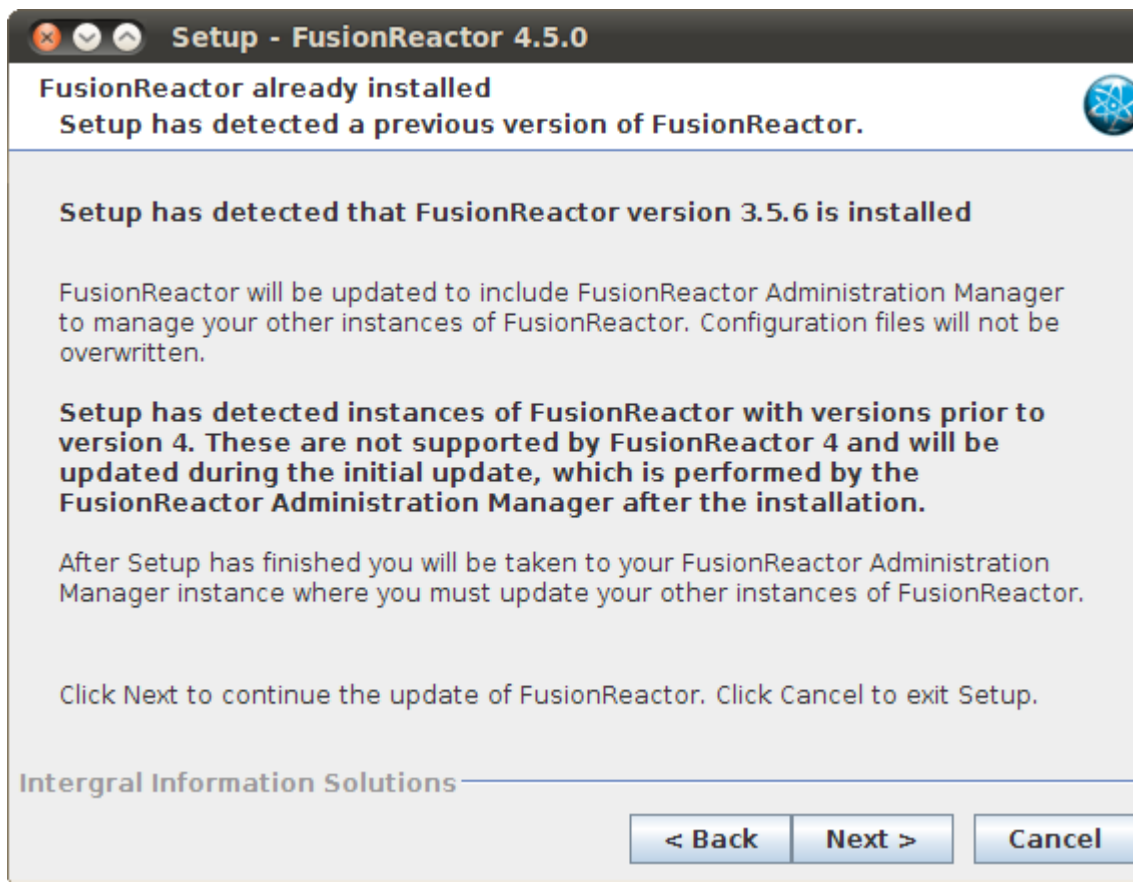 Setup - FusionReactor 4.5.0
FusionReactor already installed
Setup has detected a previous version of FusionReactor.
Setup has detected that FusionReactor version 3.5.6 is installed
FusionReactor will be updated to include FusionReactor Administration Manager
to manage your other instances of FusionReactor. Configuration files will not be
overwritten.
Setup has detected instances of FusionReactor with versions prior to
version 4. These are not supported by FusionReactor 4 and will be
updated during the initial update, which is performed by the
FusionReactor Administration Manager after the installation.
After Setup has finished you will be taken to your FusionReactor Administration
Manager instance where you must update your other instances of FusionReactor.
Click Next to continue the update of FusionReactor. Click Cancel to exit Setup.
Intergral Information Solutions
< Back Next > Cancel